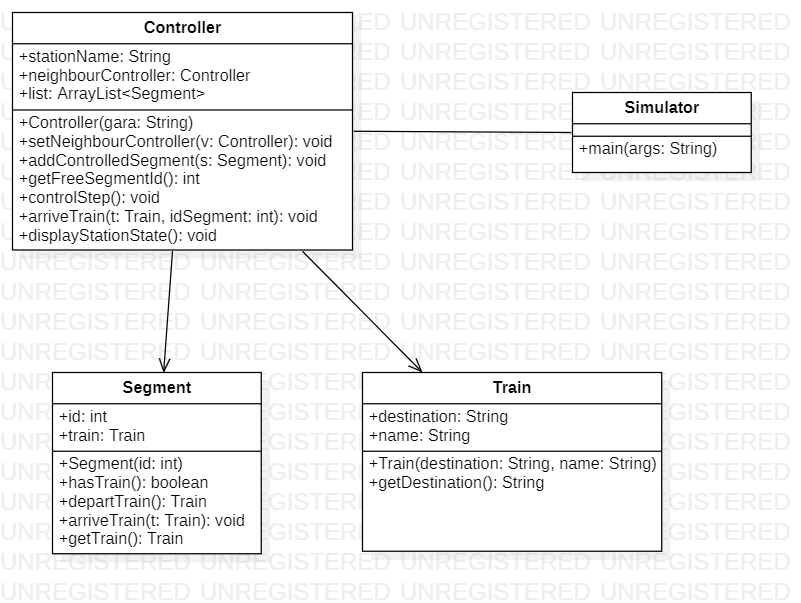 Controller
+stationName: String
+neighbourController: Controller
+list: ArrayList<Segment>
+Controller(gara: String)
+setNeighbourController(v: Controller): void
+addControlledSegment(s: Segment): void
+getFreeSegmentId(): int
+controlStep(): void
+arriveTrain(t: Train, idSegment: int): void
+displayStationState(): void
Simulator
+main(args: String)
Segment
+id: int
+train: Train
+Segment(id: int)
+hasTrain(): boolean
+departTrain(): Train
+arriveTrain(t: Train): void
+getTrain(): Train
Train
+destination: String
+name: String
+Train(destination: String, name: String)
+getDestination(): String
UNREGISTERED UNREGISTERED UNREGISTERED UNREGISTERED